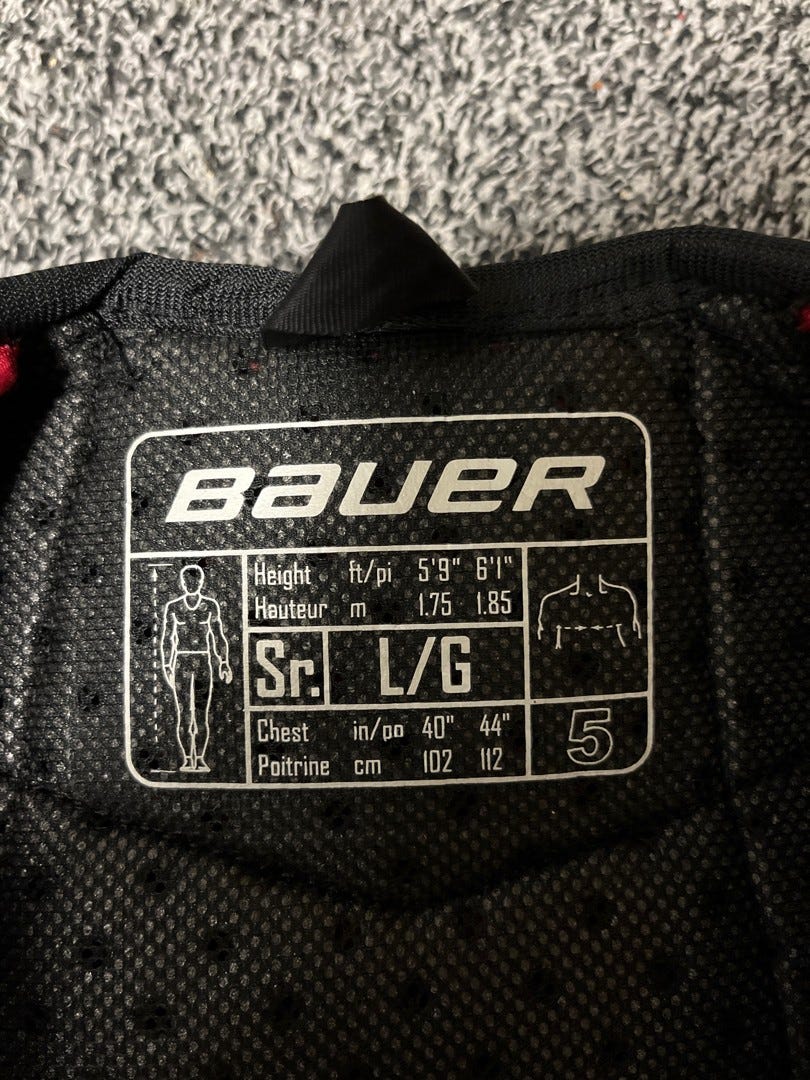 BAUER
Height ft/pi 5'9" 6'1"
Hauteur m 1.75 1.85
Sr. L/G
Chest in/po 40" 44"
Poitrine cm 102 112
5